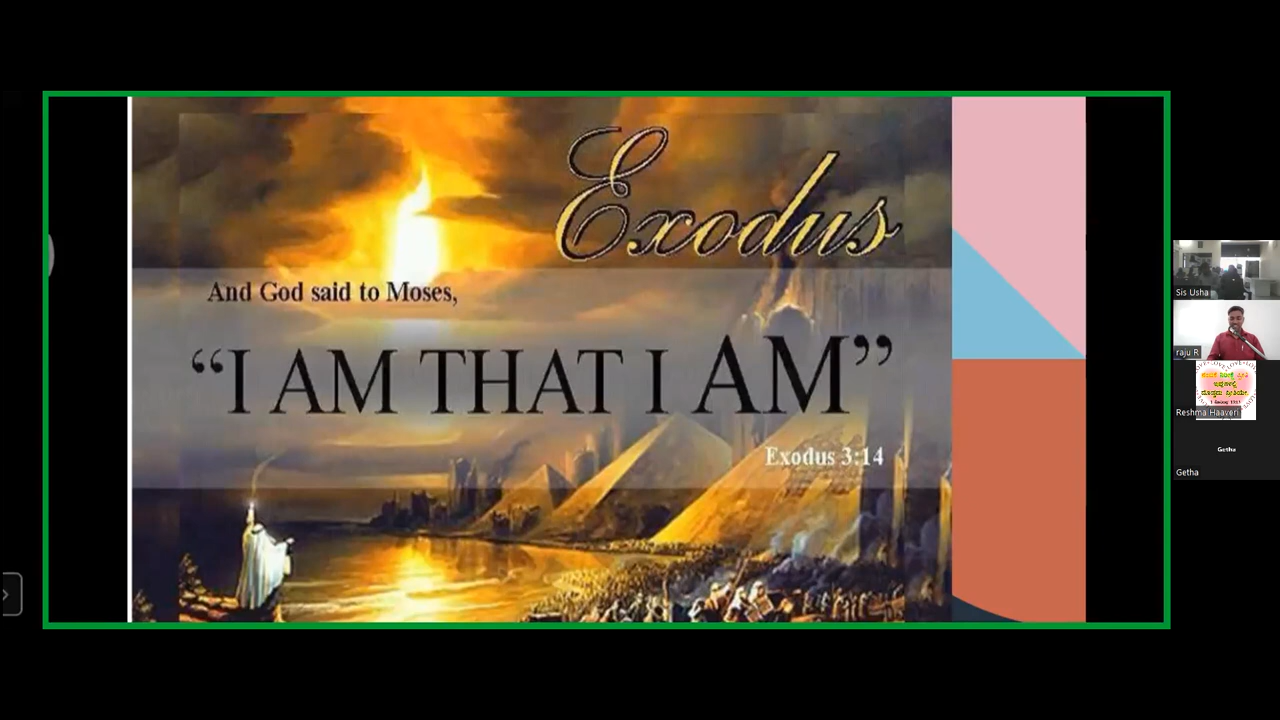 Exodus
And God said to Moses,
“I AM THAT I AM”
Exodus 3:14
Sis Usha
raju R
Reshma Haaveri
Getha
Getha